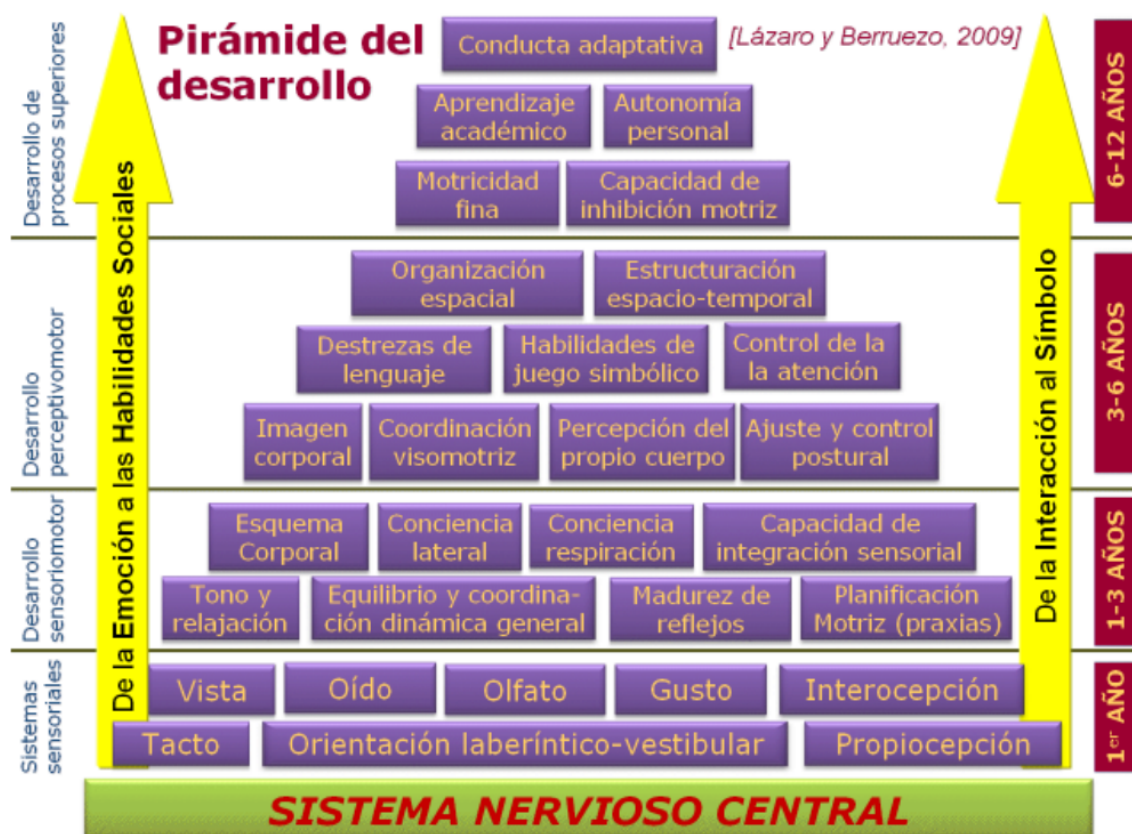 Pirámide del
desarrollo
[Lázaro y Berruezo, 2009]
Desarrollo de
procesos superiores
Conducta adaptativa
Aprendizaje
académico
Autonomía
personal
Motricidad
fina
Capacidad de
inhibición motriz
6-12 AÑOS
De la Emoción a las Habilidades Sociales
De la Interacción al Símbolo
Desarrollo
perceptivomotor
Organización
espacial
Estructuración
espacio-temporal
Destrezas de
lenguaje
Habilidades de
juego simbólico
Control de la
la atención
Imagen
corporal
Coordinación
visomotriz
Percepción del
propio cuerpo
Ajuste y control
postural
3-6 AÑOS
Desarrollo
sensoriomotor
Esquema
Corporal
Conciencia
lateral
Conciencia
respiración
Capacidad de
integración sensorial
Tono y
relajación
Equilibrio y coordina-
ción dinámica general
Madurez de
reflejos
Planificación
Motriz (praxias)
1-3 AÑOS
Sistemas
sensoriales
Vista
Oído
Olfato
Gusto
Interocepción
Tacto
Orientación laberíntico-vestibular
Propiocepción
1er AÑO
SISTEMA NERVIOSO CENTRAL